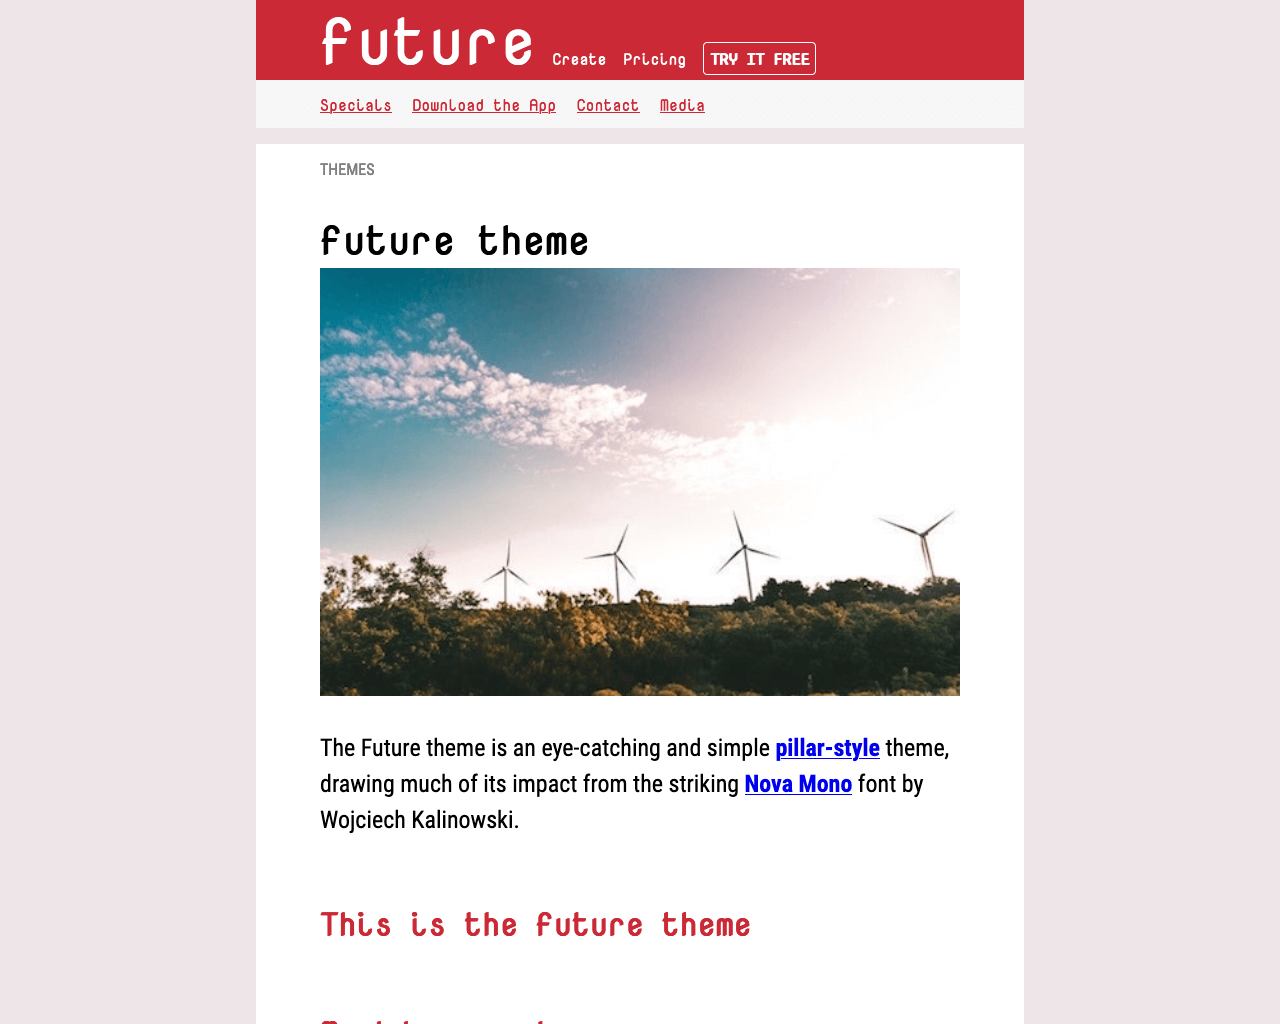 future Create Pricing TRY IT FREE
Specials Download the App Contact Media
THEMES
future theme
The Future theme is an eye-catching and simple pillar-style theme,
drawing much of its impact from the striking Nova Mono font by
Wojciech Kalinowski.
This is the future theme